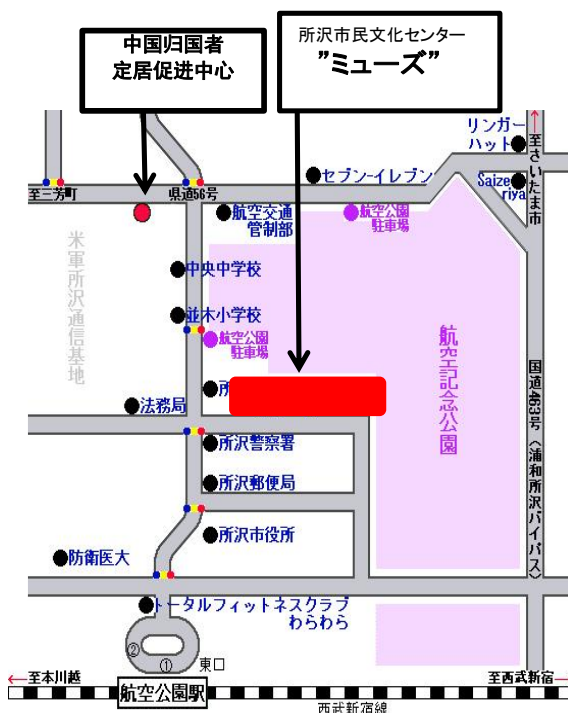 中国归国者
定居促进中心
所沢市民文化センター
”ミューズ”
リンガー
ハット
至さいたま市
セブン-イレブン
Saize
riya
至三芳町
県道56号
航空交通
管制部
航空公園
駐車場
米軍所沢通信基地
中央中学校
並木小学校
航空公園
駐車場
航空記念公園
国道463号〈浦和所沢バイパス〉
所
法務局
所沢警察署
所沢郵便局
所沢市役所
防衛医大
トータルフィットネスクラブ
わらわら
②
①
東口
←至本川越
至西武新宿→
航空公園駅
西武新宿線